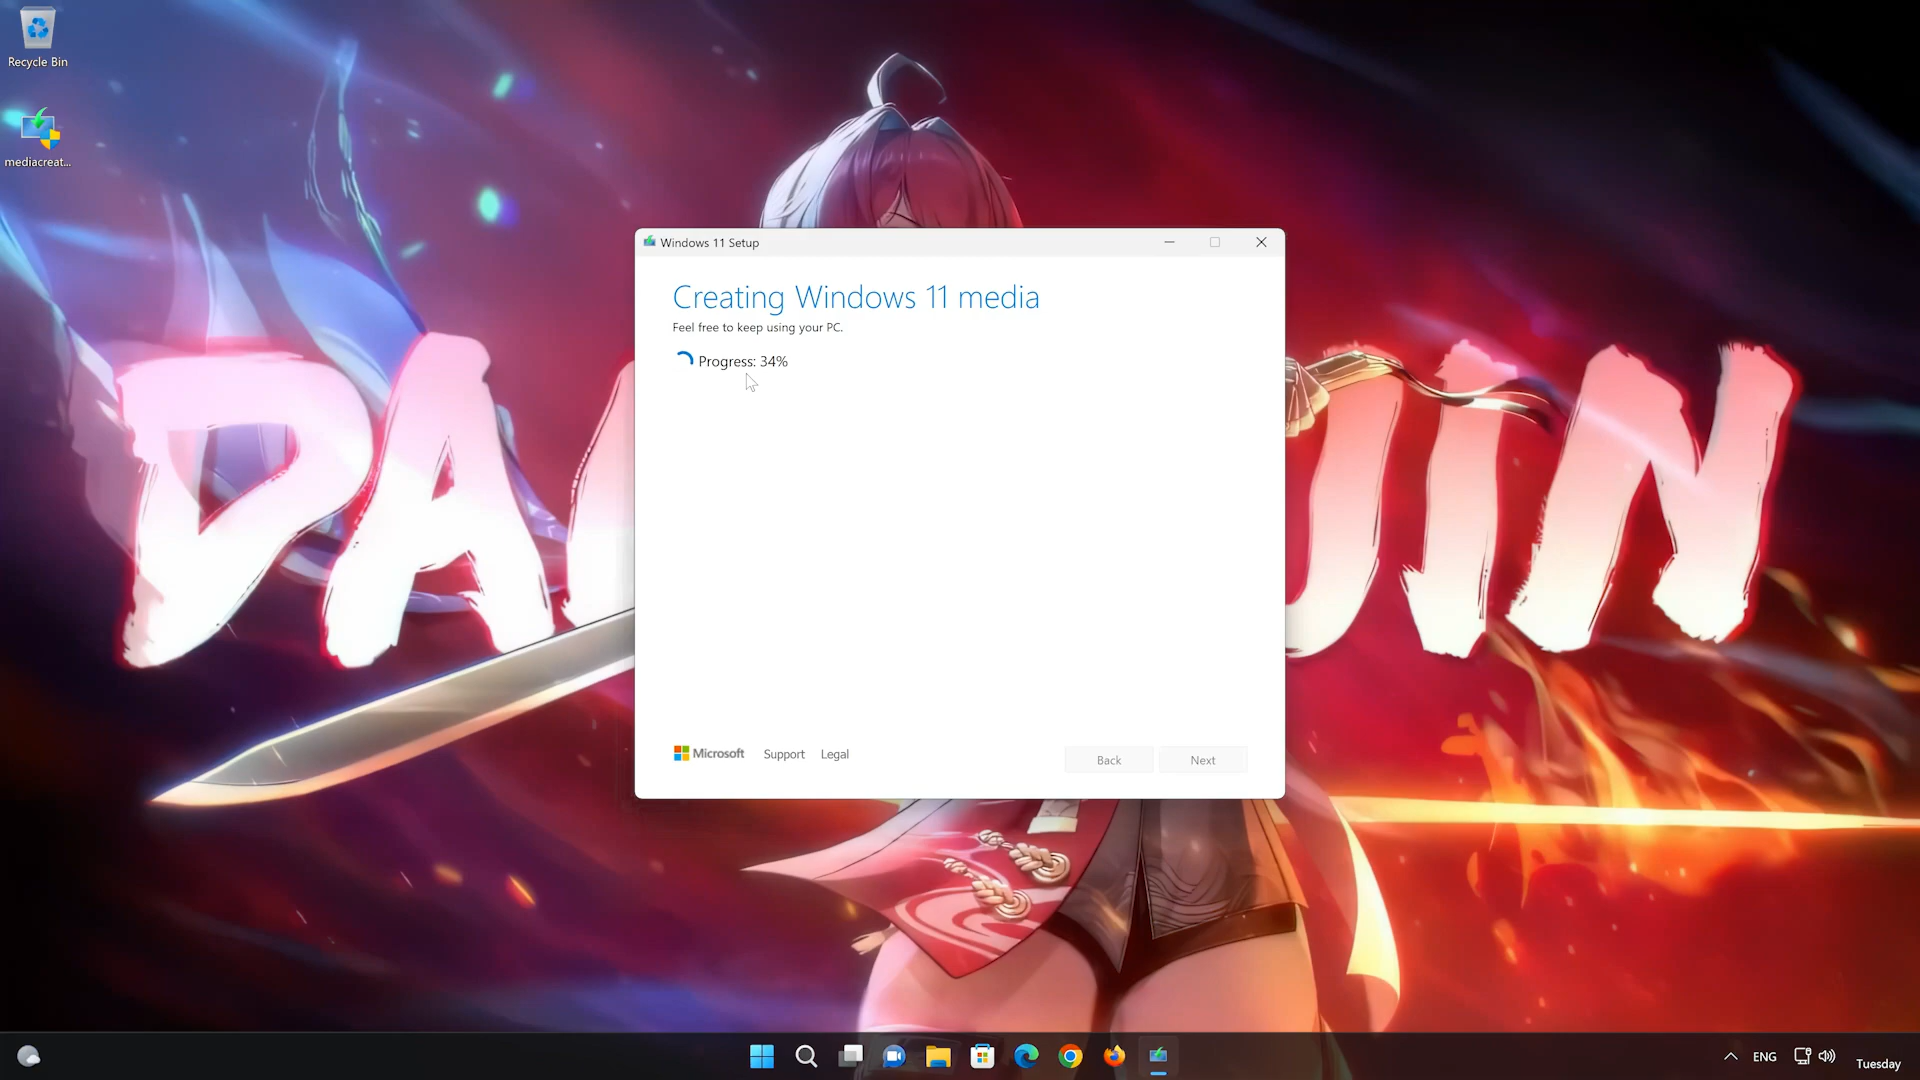 Recycle Bin
mediacreat...
Windows 11 Setup
Creating Windows 11 media
Feel free to keep using your PC.
Progress: 34%
Microsoft
Support
Legal
Back
Next
ENG
Tuesday